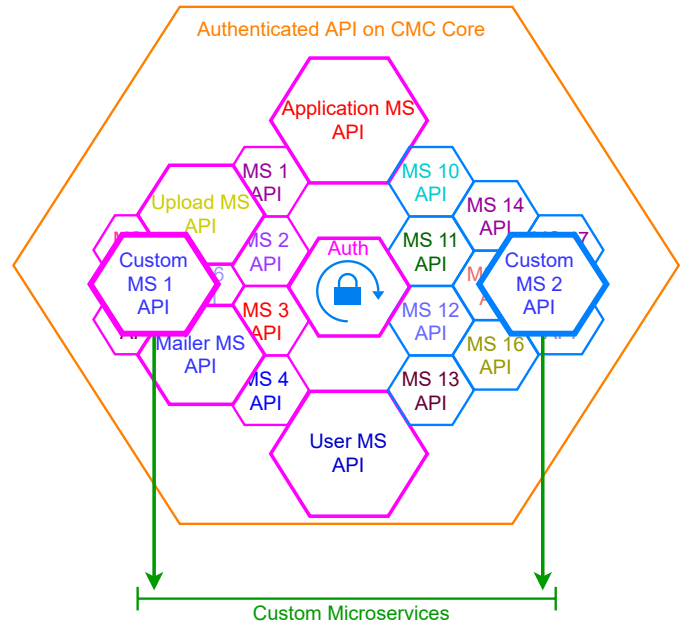 Authenticated API on CMC Core
Application MS
API
MS 1
API
MS 10
API
Upload MS
API
MS 14
API
MS 2
API
Auth
MS 11
API
Custom
MS 1
API
Custom
MS 2
API
MS 3
API
MS 12
API
Mailer MS
API
MS 16
API
MS 4
API
MS 13
API
User MS
API
Custom Microservices